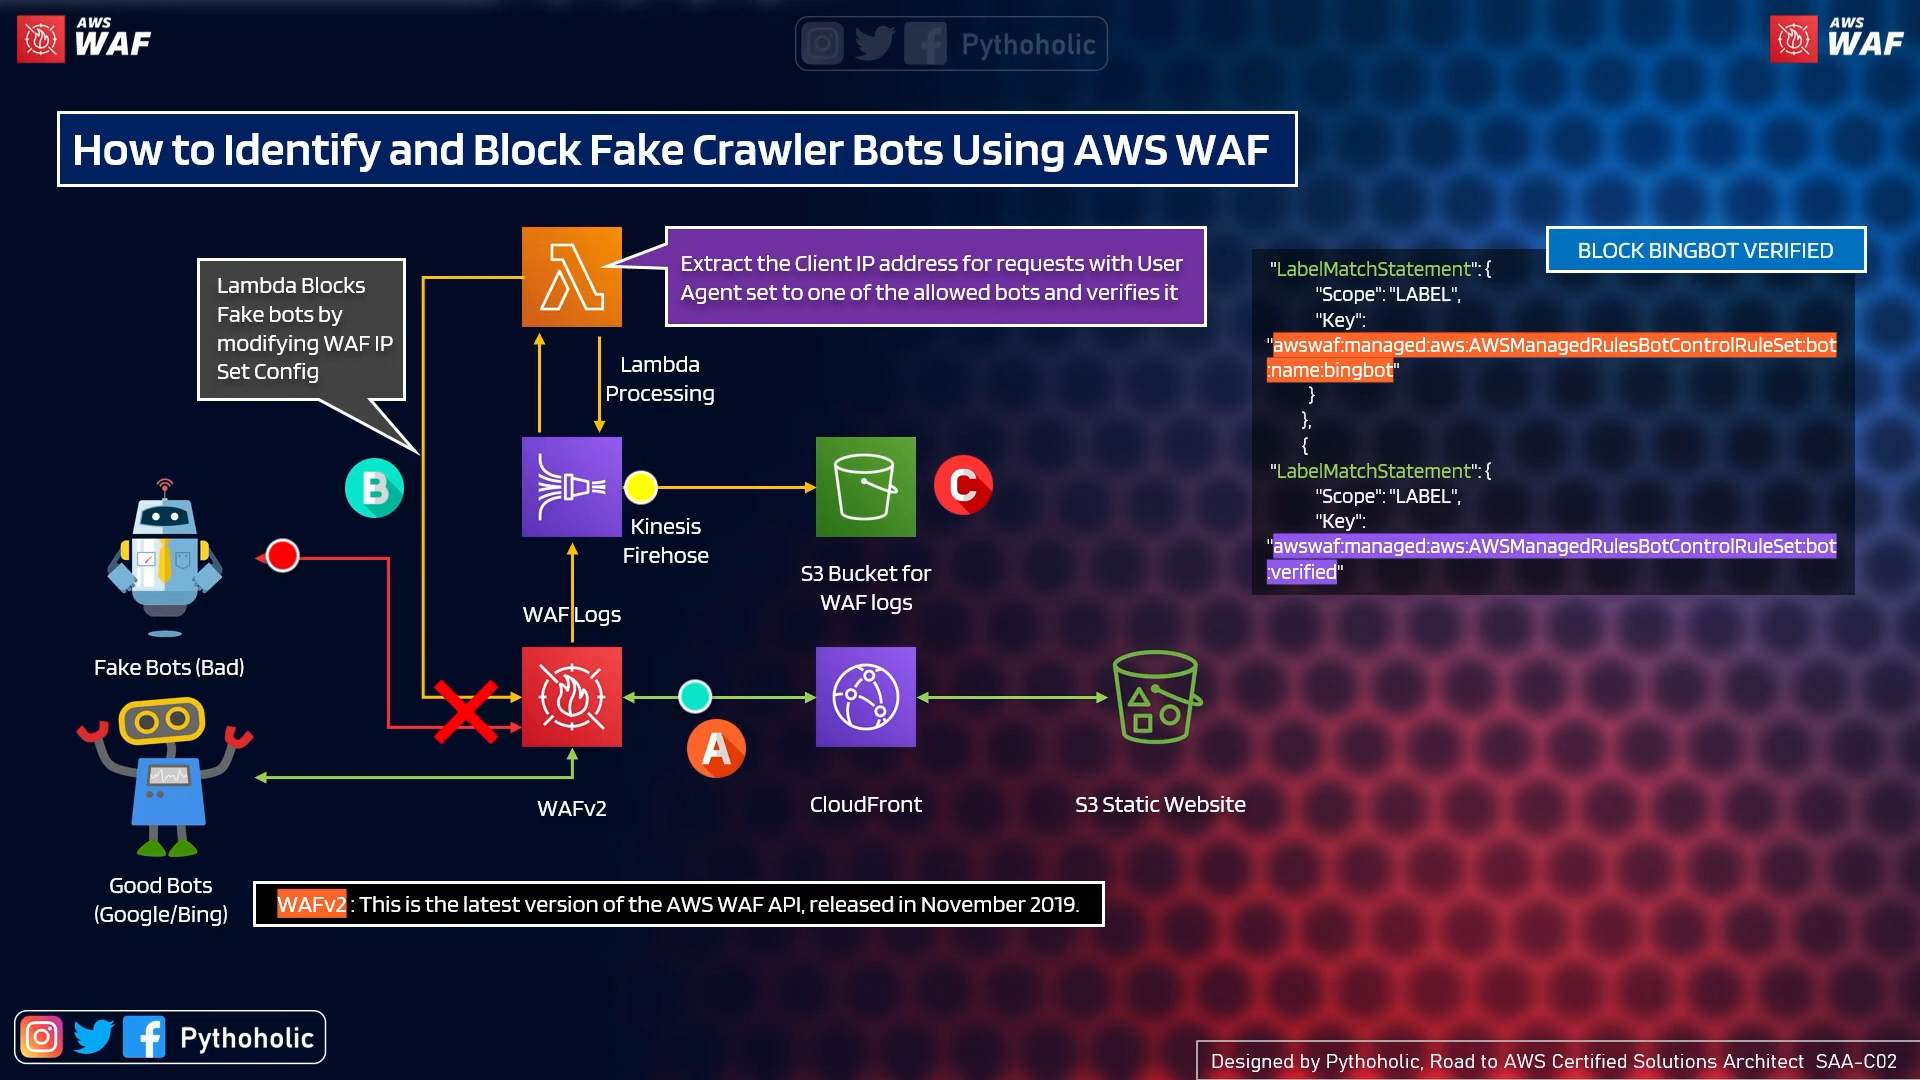 AWS
WAF
Pythoholic
AWS
WAF
How to Identify and Block Fake Crawler Bots Using AWS WAF
Lambda Blocks
Fake bots by
modifying WAF IP
Set Config
Extract the Client IP address for requests with User
Agent set to one of the allowed bots and verifies it
Lambda
Processing
B
Kinesis
Firehose
C
S3 Bucket for
WAF logs
WAF Logs
Fake Bots (Bad)
A
WAFv2
CloudFront
S3 Static Website
Good Bots
(Google/Bing)
WAFv2 : This is the latest version of the AWS WAF API, released in November 2019.
BLOCK BINGBOT VERIFIED
"LabelMatchStatement": {
"Scope": "LABEL",
"Key":
"awswaf:managed:aws:AWSManagedRulesBotControlRuleSet:bot
:name:bingbot"
}
},
{
"LabelMatchStatement": {
"Scope": "LABEL",
"Key":
"awswaf:managed:aws:AWSManagedRulesBotControlRuleSet:bot
:verified"
Pythoholic
Designed by Pythoholic, Road to AWS Certified Solutions Architect SAA-C02